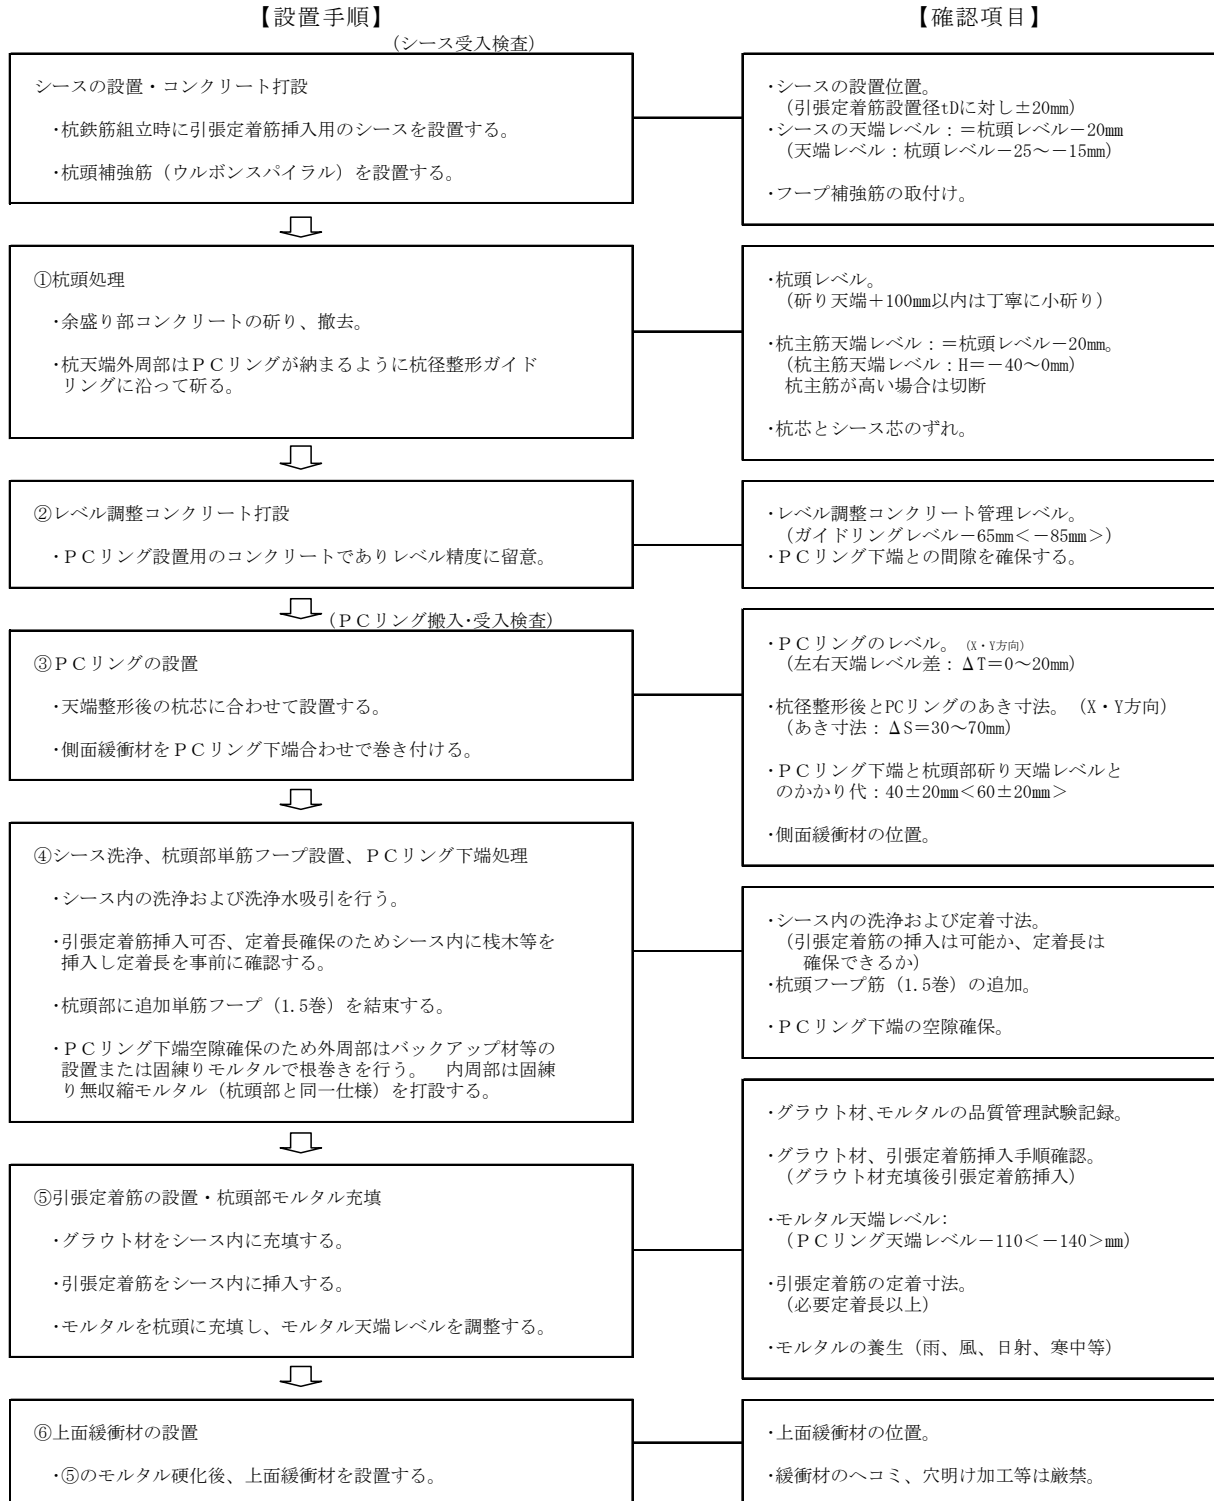 【設置手順】
【確認項目】
(シース受入検査)
シースの設置・コンクリート打設
・杭鉄筋組立時に引張定着筋挿入用のシースを設置する。
・杭頭補強筋（ウルボンスパイラル）を設置する。
・シースの設置位置。
（引張定着筋設置径tDに対し±20mm）
・シースの天端レベル：＝杭頭レベル－20㎜
（天端レベル：杭頭レベル－25～－15mm）
・フープ補強筋の取付け。
①杭頭処理
・余盛り部コンクリートの斫り、撤去。
・杭天端外周部はＰＣリングが納まるように杭径整形ガイド
リングに沿って斫る。
・杭頭レベル。
（斫り天端＋100㎜以内は丁寧に小斫り）
・杭主筋天端レベル：＝杭頭レベル－20㎜。
（杭主筋天端レベル：H＝－40～0㎜）
杭主筋が高い場合は切断
・杭芯とシース芯のずれ。
②レベル調整コンクリート打設
・ＰＣリング設置用のコンクリートでありレベル精度に留意。
・レベル調整コンクリート管理レベル。
（ガイドリングレベル－65㎜＜－85㎜＞）
・ＰＣリング下端との間隙を確保する。
(ＰＣリング搬入･受入検査)
③ＰＣリングの設置
・天端整形後の杭芯に合わせて設置する。
・側面緩衝材をＰＣリング下端合わせで巻き付ける。
・ＰＣリングのレベル。（X・Y方向）
（左右天端レベル差：ΔT＝0～20㎜）
・杭径整形後とPCリングのあき寸法。（X・Y方向）
（あき寸法：ΔS＝30～70㎜）
・ＰＣリング下端と杭頭部斫り天端レベルと
のかかり代：40±20㎜＜60±20㎜＞
・側面緩衝材の位置。
④シース洗浄、杭頭部単筋フープ設置、ＰＣリング下端処理
・シース内の洗浄および洗浄水吸引を行う。
・引張定着筋挿入可否、定着長確保のためシース内に桟木等を
挿入し定着長を事前に確認する。
・杭頭部に追加単筋フープ（1.5巻）を結束する。
・ＰＣリング下端空隙確保のため外周部はバックアップ材等の
設置または固練りモルタルで根巻きを行う。　内周部は固練
り無収縮モルタル（杭頭部と同一仕様）を打設する。
・シース内の洗浄および定着寸法。
（引張定着筋の挿入は可能か、定着長は
確保できるか）
・杭頭フープ筋（1.5巻）の追加。
・ＰＣリング下端の空隙確保。
⑤引張定着筋の設置・杭頭部モルタル充填
・グラウト材をシース内に充填する。
・引張定着筋をシース内に挿入する。
・モルタルを杭頭に充填し、モルタル天端レベルを調整する。
・グラウト材、モルタルの品質管理試験記録。
・グラウト材、引張定着筋挿入手順確認。
（グラウト材充填後引張定着筋挿入）
・モルタル天端レベル：
（ＰＣリング天端レベル－110＜－140＞㎜）
・引張定着筋の定着寸法。
（必要定着長以上）
・モルタルの養生（雨、風、日射、寒中等）
⑥上面緩衝材の設置
・⑤のモルタル硬化後、上面緩衝材を設置する。
・上面緩衝材の位置。
・緩衝材のヘコミ、穴明け加工等は厳禁。